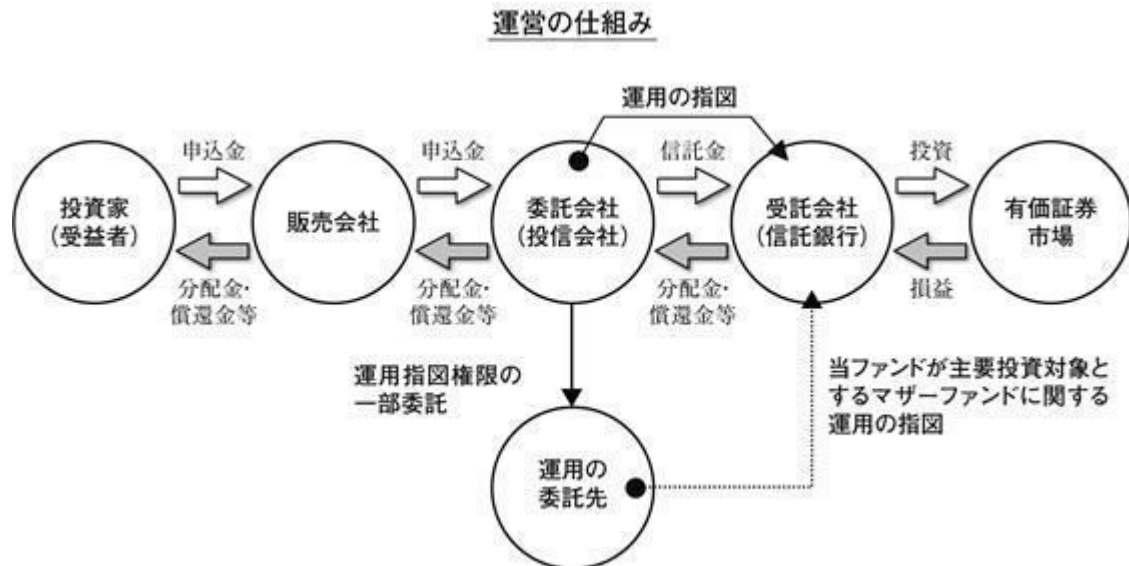 運営の仕組み
運用の指図
申込金
申込金
信託金
投資
投資家
(受益者)
販売会社
委託会社
(投信会社)
受託会社
(信託銀行)
有価証券
市場
分配金・
償還金等
分配金・
償還金等
分配金・
償還金等
損益
運用指図権限の
一部委託
当ファンドが主要投資対象と
するマザーファンドに関する
運用の指図
運用の
委託先